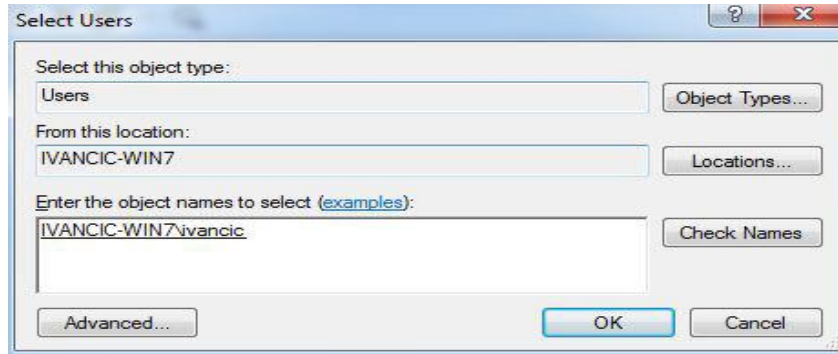 Select Users
Select this object type:
Users
Object Types...
From this location:
IVANCIC-WIN7
Locations...
Enter the object names to select (examples):
IVANCIC-WIN7\ivancic
Check Names
Advanced...
OK
Cancel